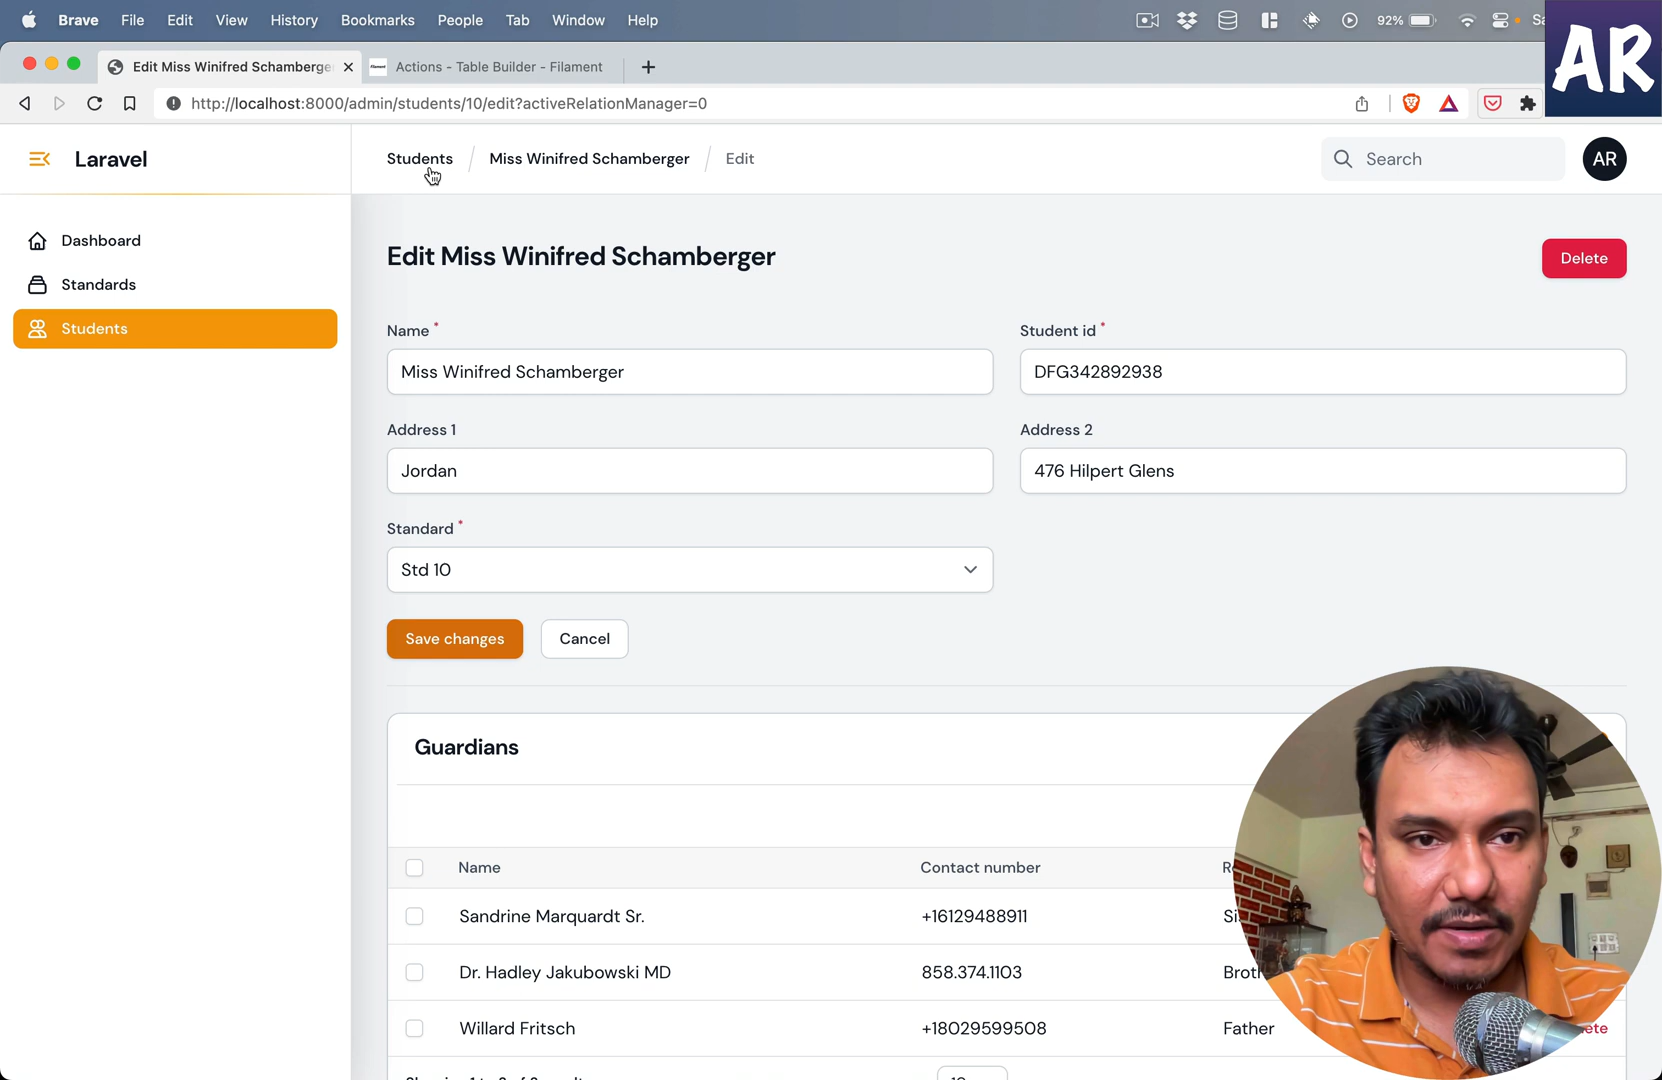 Brave File Edit View History Bookmarks People Tab Window Help
92%
AR
Edit Miss Winifred Schamberge
Actions - Table Builder - Filament
http://localhost:8000/admin/students/10/edit?activeRelationManager=0
Laravel
Students / Miss Winifred Schamberger / Edit
Search
AR
Dashboard
Standards
Students
Edit Miss Winifred Schamberger
Delete
Name *
Student id *
Miss Winifred Schamberger
DFG342892938
Address 1
Address 2
Jordan
476 Hilpert Glens
Standard *
Std 10
Save changes
Cancel
Guardians
Name Contact number
Sandrine Marquardt Sr. +16129488911
Dr. Hadley Jakubowski MD 858.374.1103
Willard Fritsch +18029599508 Father